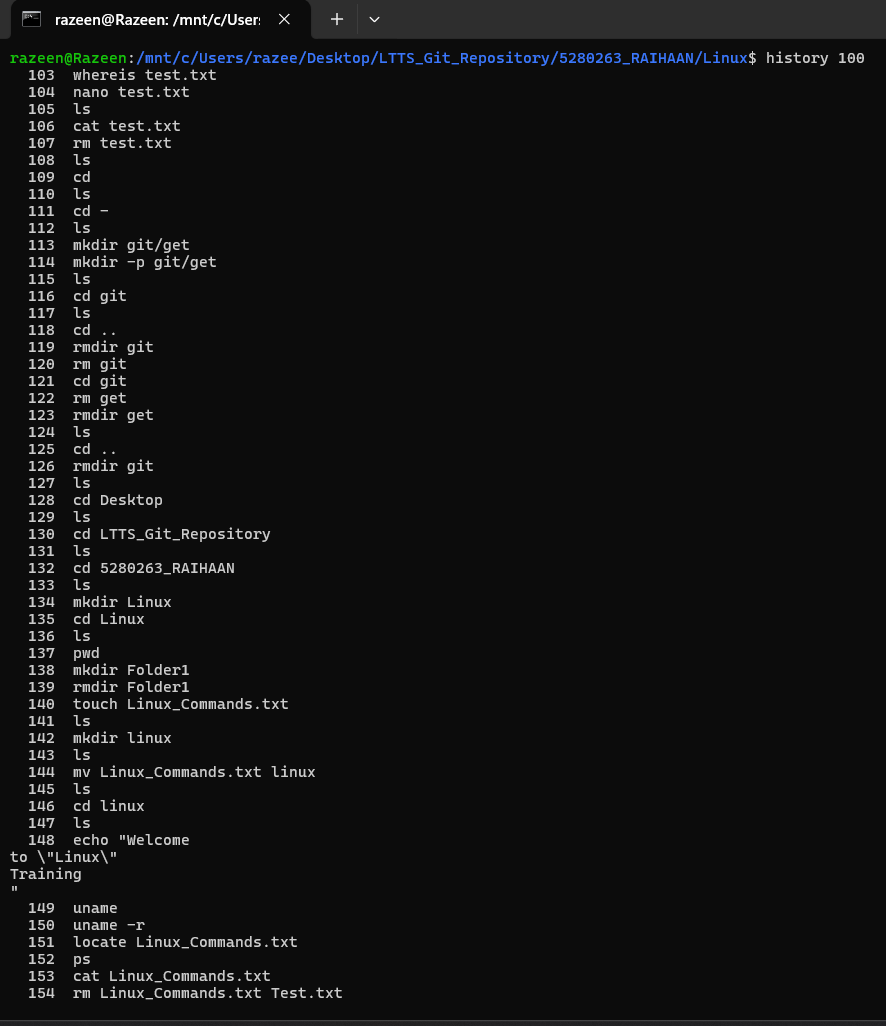 razeen@Razeen: /mnt/c/User:
razeen@Razeen:/mnt/c/Users/razee/Desktop/LTTS_Git_Repository/5280263_RAIHAAN/Linux$ history 100
103 whereis test.txt
104 nano test.txt
105 ls
106 cat test.txt
107 rm test.txt
108 ls
109 cd
110 ls
111 cd -
112 ls
113 mkdir git/get
114 mkdir -p git/get
115 ls
116 cd git
117 ls
118 cd ..
119 rmdir git
120 rm git
121 cd git
122 rm get
123 rmdir get
124 ls
125 cd ..
126 rmdir git
127 ls
128 cd Desktop
129 ls
130 cd LTTS_Git_Repository
131 ls
132 cd 5280263_RAIHAAN
133 ls
134 mkdir Linux
135 cd Linux
136 ls
137 pwd
138 mkdir Folder1
139 rmdir Folder1
140 touch Linux_Commands.txt
141 ls
142 mkdir linux
143 ls
144 mv Linux_Commands.txt linux
145 ls
146 cd linux
147 ls
148 echo "Welcome
to \"Linux\"
Training
"
149 uname
150 uname -r
151 locate Linux_Commands.txt
152 ps
153 cat Linux_Commands.txt
154 rm Linux_Commands.txt Test.txt